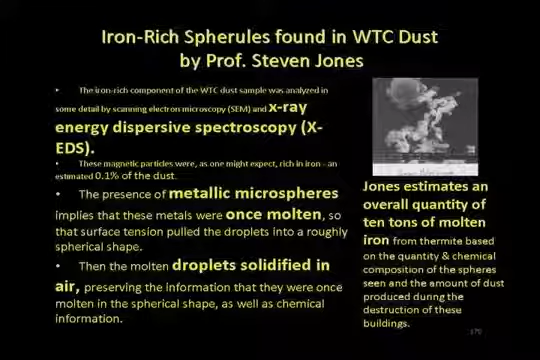 Iron-Rich Spherules found in WTC Dust
by Prof. Steven Jones
• The iron-rich component of the WTC dust sample was analyzed in
some detail by scanning electron microscopy (SEM) and x-ray
energy dispersive spectroscopy (X-
EDS).
• These magnetic particles were, as one might expect, rich in iron - an
estimated 0.1% of the dust.
• The presence of metallic microspheres
implies that these metals were once molten, so
that surface tension pulled the droplets into a roughly
spherical shape.
• Then the molten droplets solidified in
air, preserving the information that they were once
molten in the spherical shape, as well as chemical
information.
Jones estimates an
overall quantity of
ten tons of molten
iron from thermite based
on the quantity & chemical
composition of the spheres
seen and the amount of dust
produced during the
destruction of these
buildings.